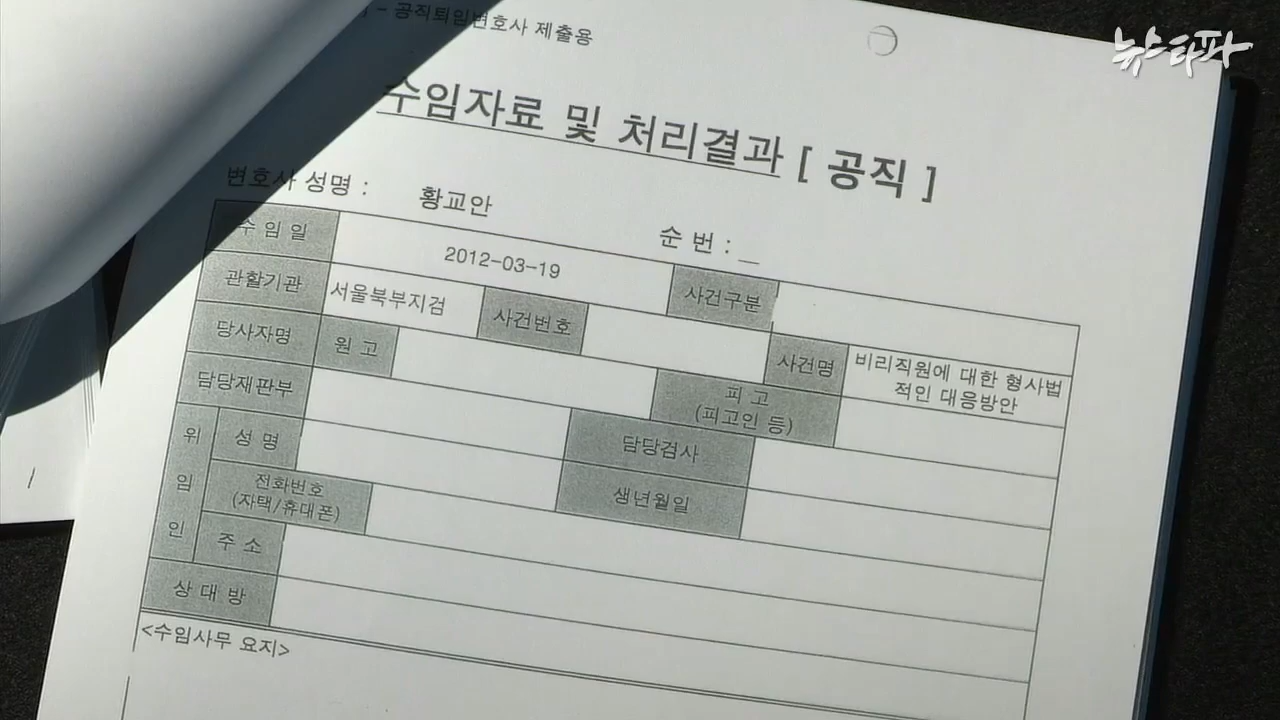 - 공직퇴임변호사 제출용
뉴스타파
수임자료 및 처리결과 [ 공직 ]
변호사 성명 : 황교안
순 번 : _
수 임 일 2012-03-19 사건구분
관할기관 서울북부지검 사건번호 사건명 비리직원에 대한 형사법
적인 대응방안
당사자명 원 고 피 고
(피고인 등)
담당재판부 담당검사
위 임 인
성 명 생년월일
전화번호
(자택/휴대폰)
주 소
상 대 방
<수임사무 요지>